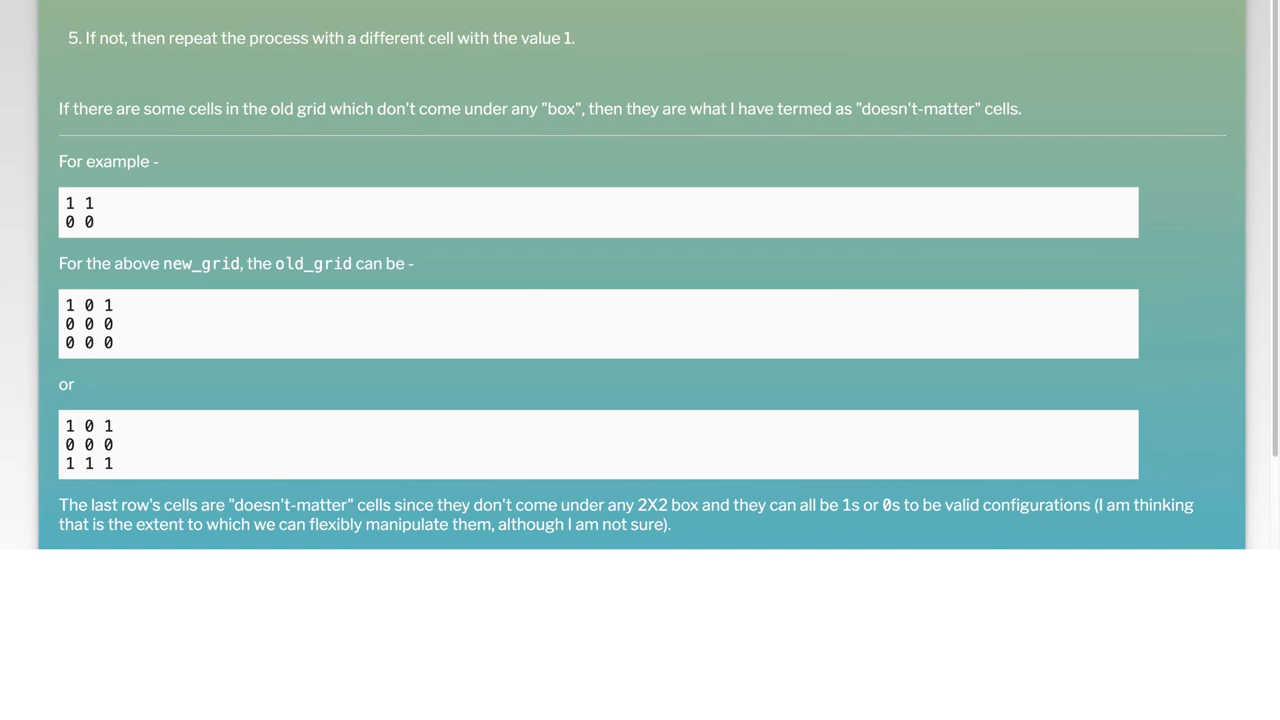 5. If not, then repeat the process with a different cell with the value 1.
If there are some cells in the old grid which don't come under any "box", then they are what I have termed as "doesn't-matter" cells.
For example -
1 1
0 0
For the above new_grid, the old_grid can be -
1 0 1
0 0 0
0 0 0
or
1 0 1
0 0 0
1 1 1
The last row's cells are "doesn't-matter" cells since they don't come under any 2X2 box and they can all be 1s or 0s to be valid configurations (I am thinking
that is the extent to which we can flexibly manipulate them, although I am not sure).